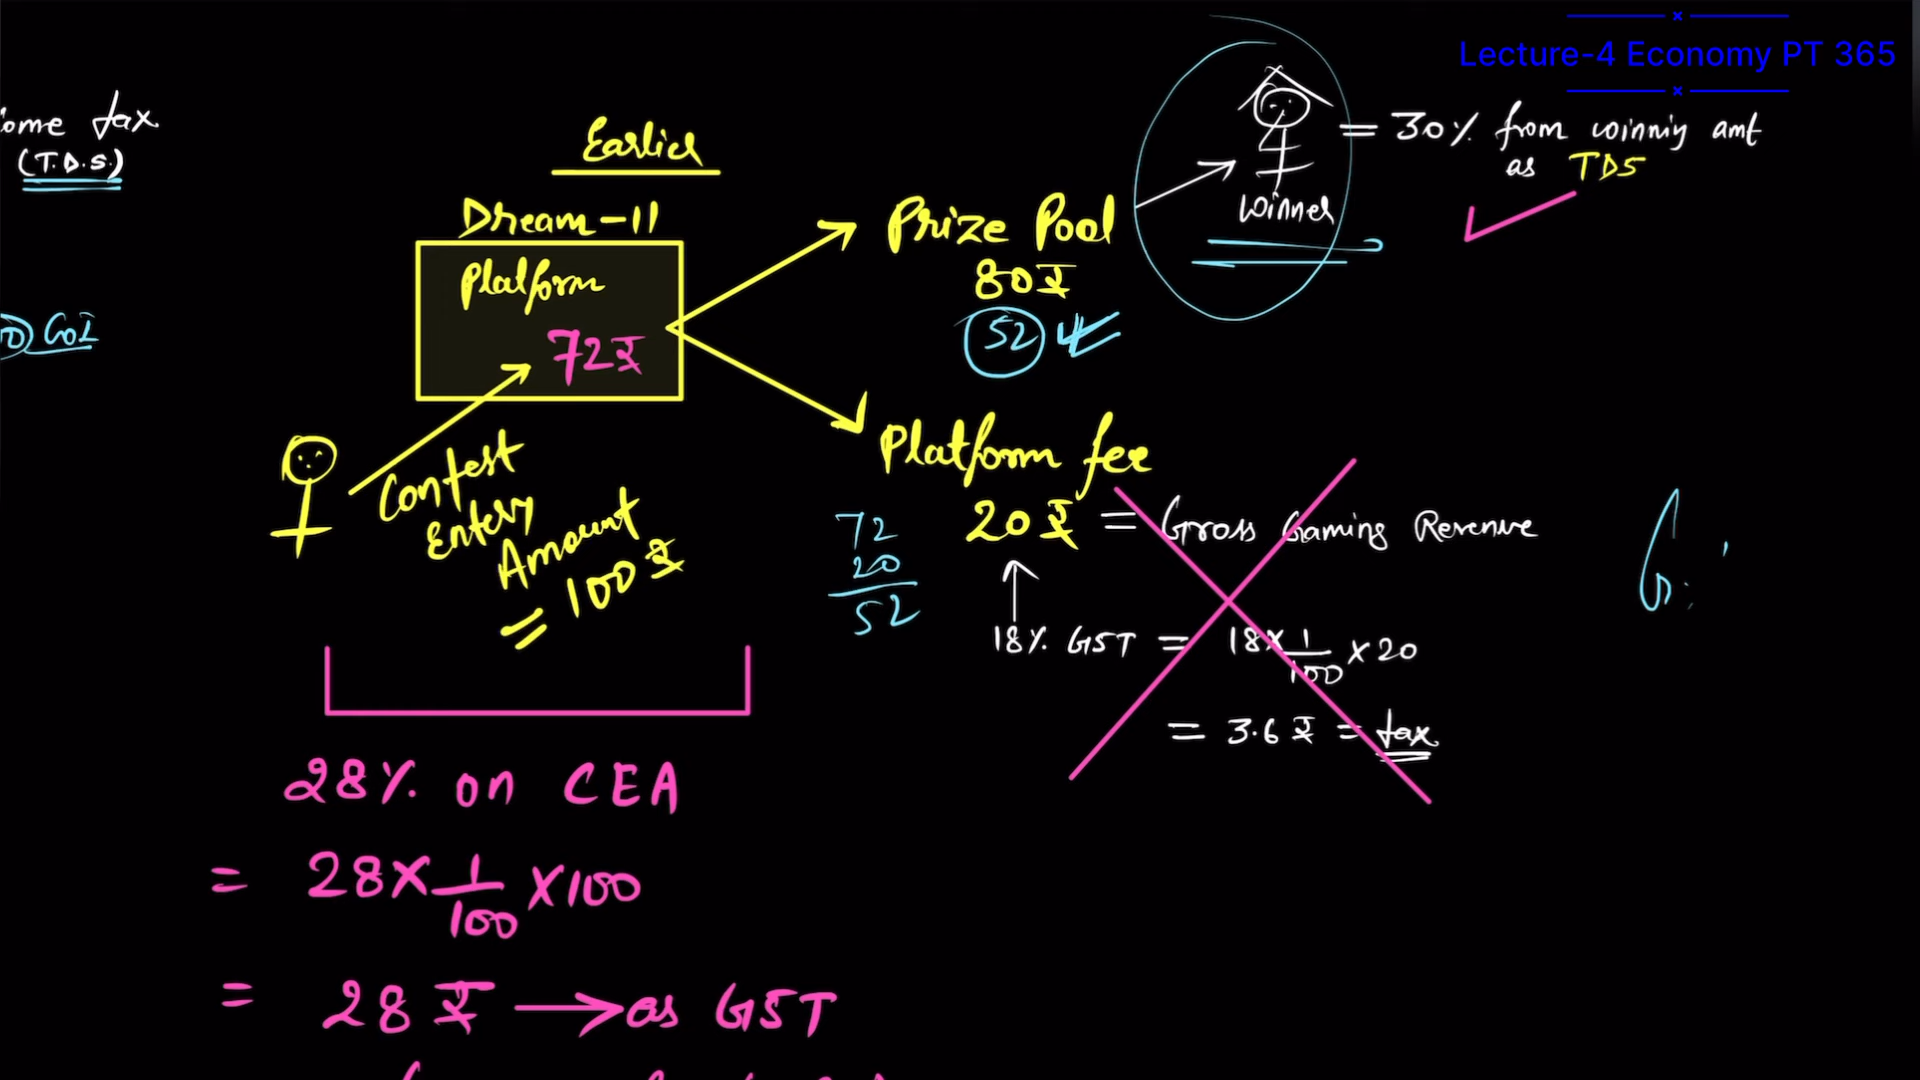 Lecture-4 Economy PT 365
ome tax
(T.D.S.)
GOI
Earlier
Dream-11
Platform
72₹
Contest
Entery
Amount
= 100 ₹
Prize Pool
80₹
52
winner
= 30% from winnig amt
as TDS
Platform fee
20 ₹ = Gross Gaming Revenue
18% GST = 18 × 1/100 × 20
= 3.6 ₹ = tax
72
20
52
28% on CEA
= 28 × 1/100 × 100
= 28 ₹ → as GST